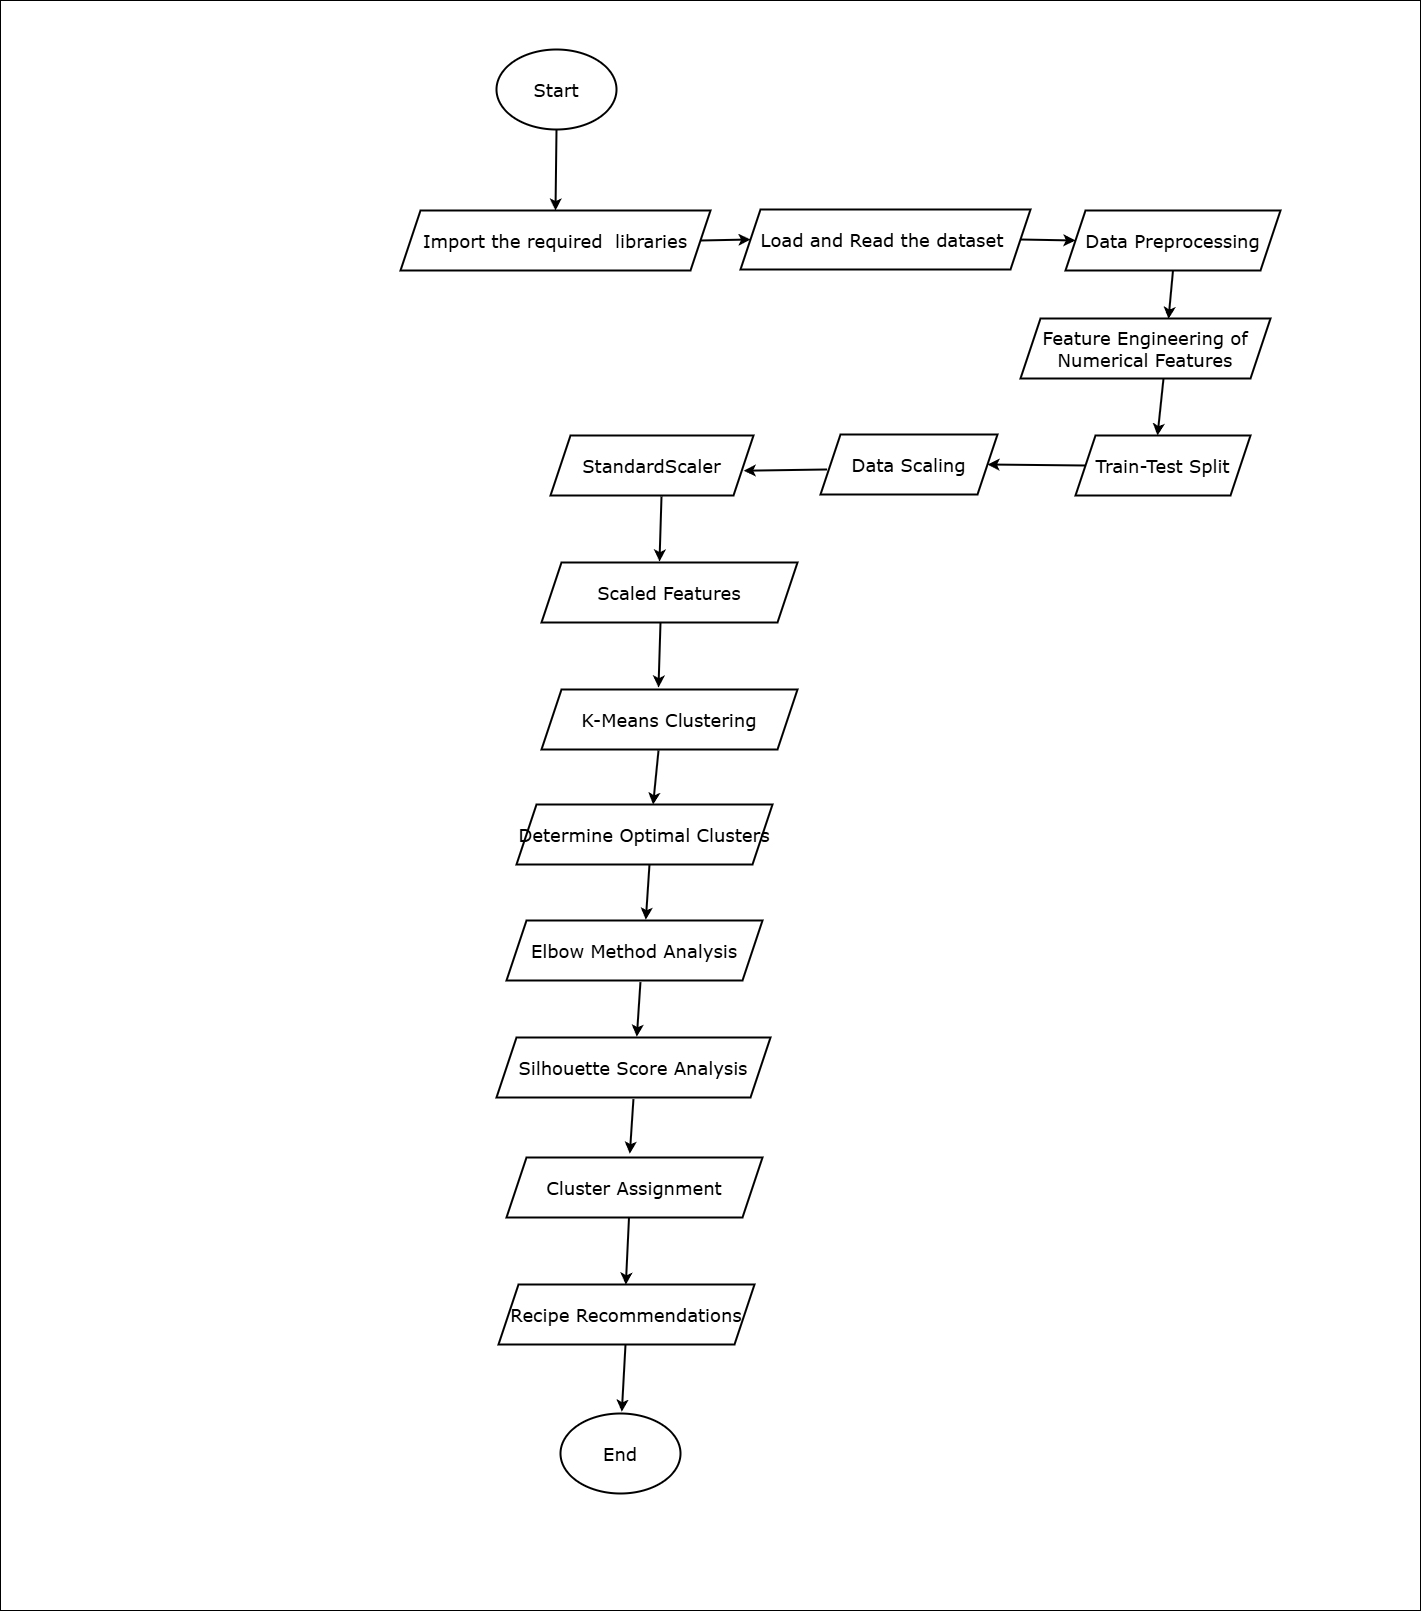 Start
Import the required  libraries
Load and Read the dataset
Data Preprocessing
Feature Engineering of
Numerical Features
Train-Test Split
Data Scaling
StandardScaler
Scaled Features
K-Means Clustering
Determine Optimal Clusters
Elbow Method Analysis
Silhouette Score Analysis
Cluster Assignment
Recipe Recommendations
End